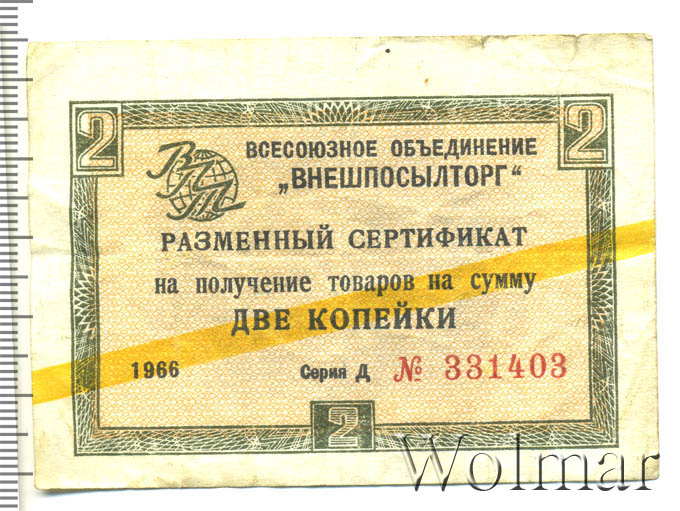 2 2
ВПТ
ВСЕСОЮЗНОЕ ОБЪЕДИНЕНИЕ
„ВНЕШПОСЫЛТОРГ“
РАЗМЕННЫЙ СЕРТИФИКАТ
на получение товаров на сумму
ДВЕ КОПЕЙКИ
1966 Серия Д № 331403
2
Wolmar